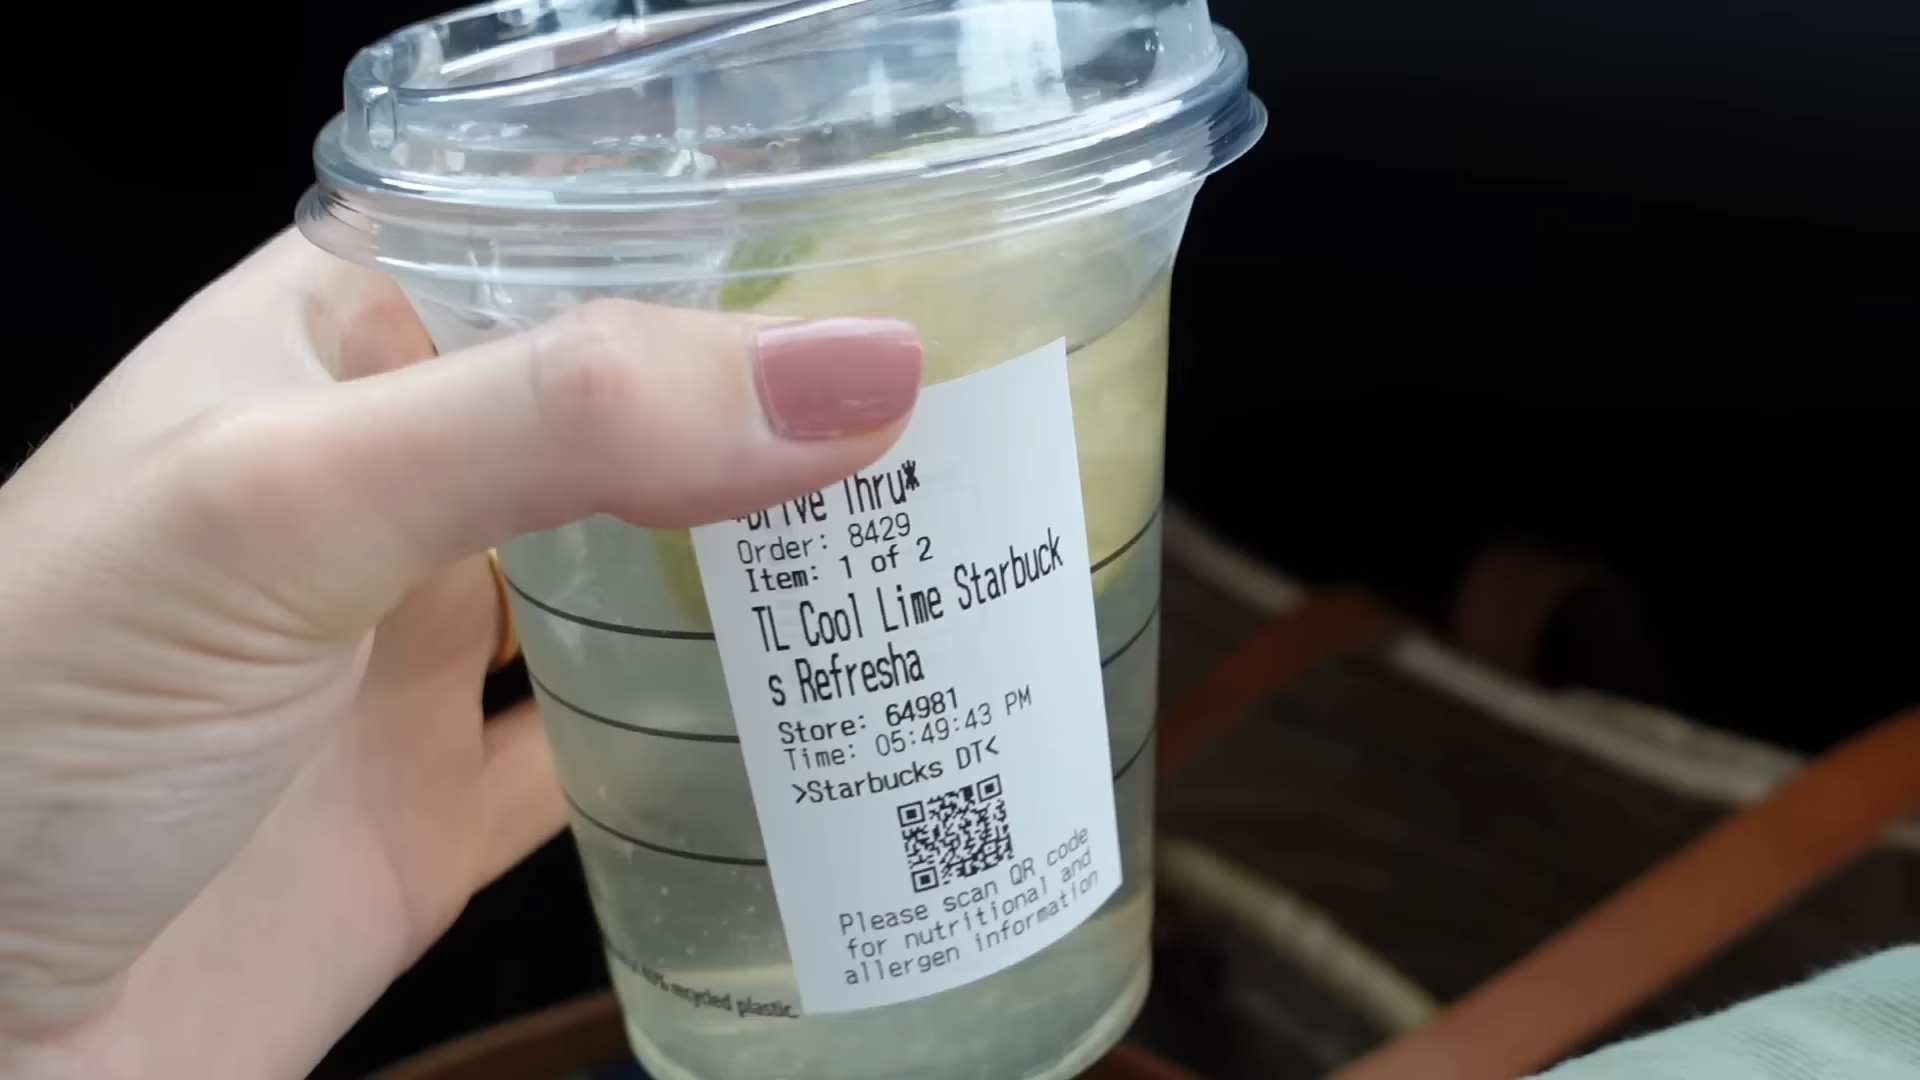 *Drive Thru*
Order: 8429
Item: 1 of 2
TL Cool Lime Starbuck
s Refresha
Store: 64981
Time: 05:49:43 PM
>Starbucks DT<
Please scan QR code
for nutritional and
allergen information
recycled plastic.